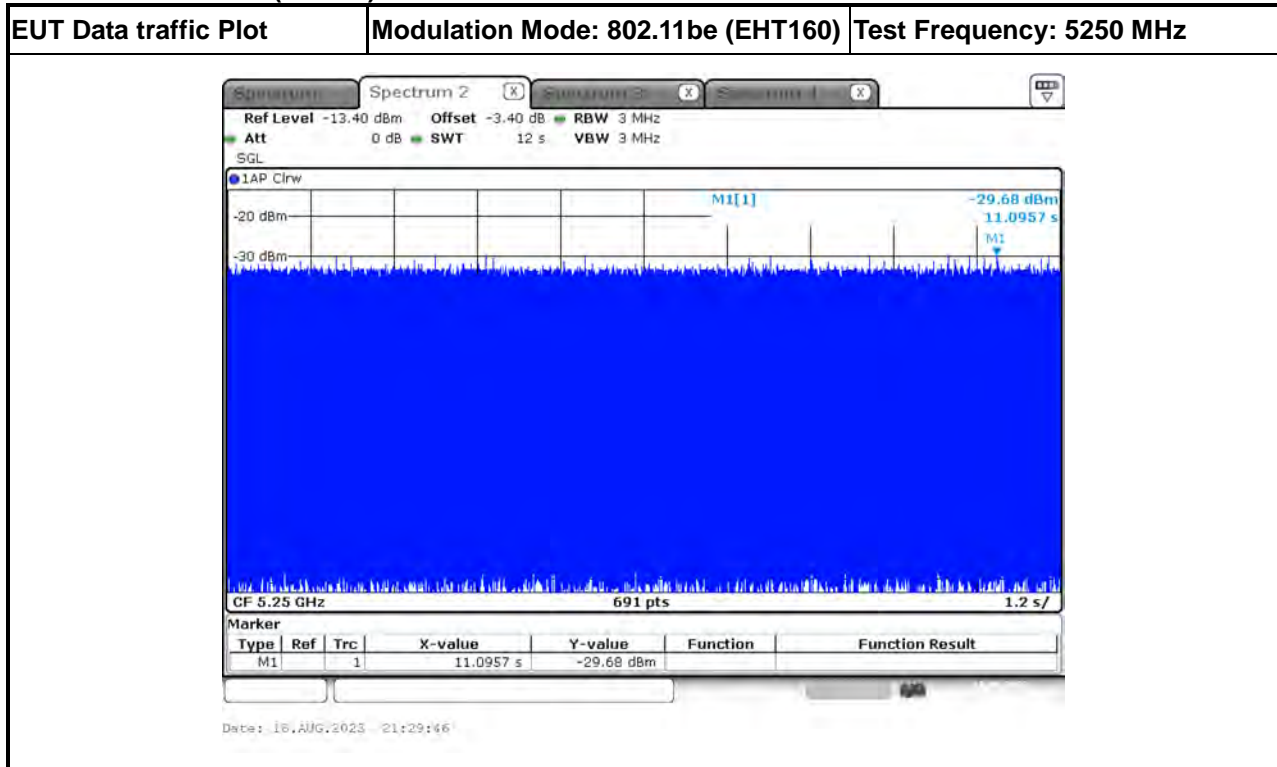 EUT Data traffic Plot Modulation Mode: 802.11be (EHT160) Test Frequency: 5250 MHz
Spectrum 2 X X X
Ref Level -13.40 dBm Offset -3.40 dB RBW 3 MHz
Att 0 dB SWT 12 s VBW 3 MHz
SGL
1AP Clrw
M1[1] -29.68 dBm
11.0957 s
-20 dBm
M1
-30 dBm
CF 5.25 GHz 691 pts 1.2 s/
Marker
Type Ref Trc X-value Y-value Function Function Result
M1 1 11.0957 s -29.68 dBm
Date: 16.AUG.2023 21:29:46